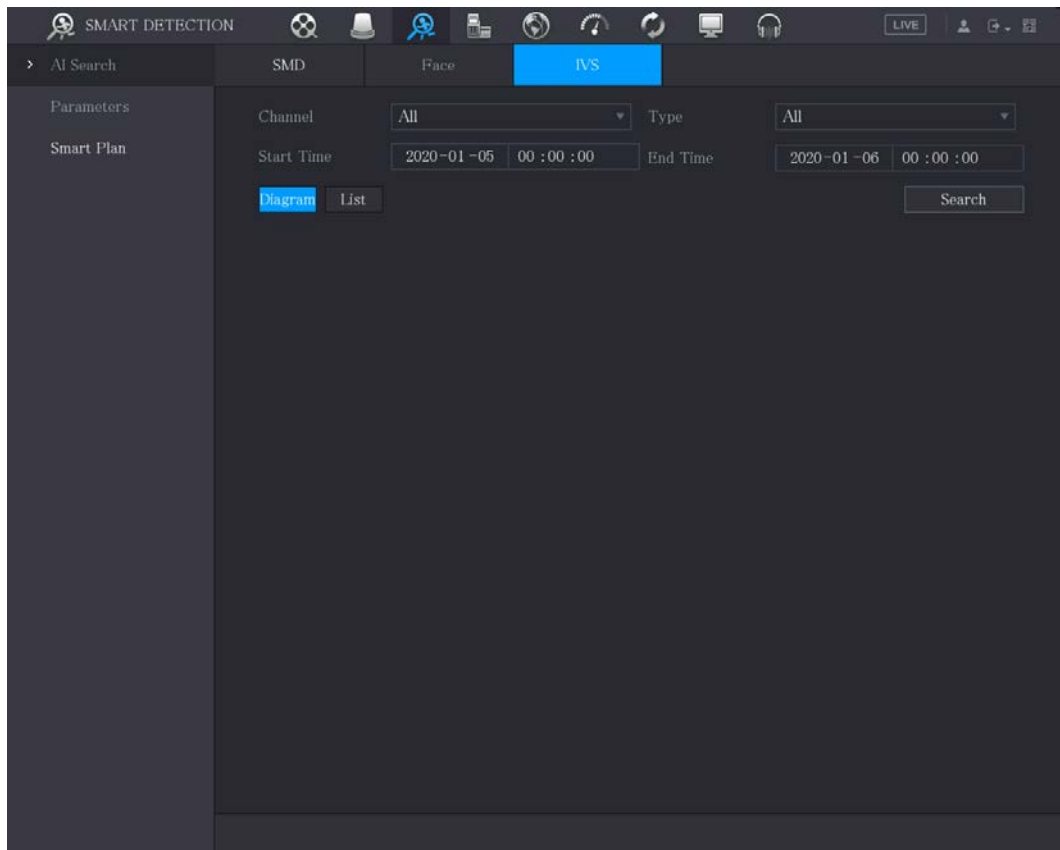 SMART DETECTION LIVE
AI Search SMD Face IVS
Parameters
Channel All Type All
Smart Plan
Start Time 2020-01-05 00:00:00 End Time 2020-01-06 00:00:00
Diagram List Search